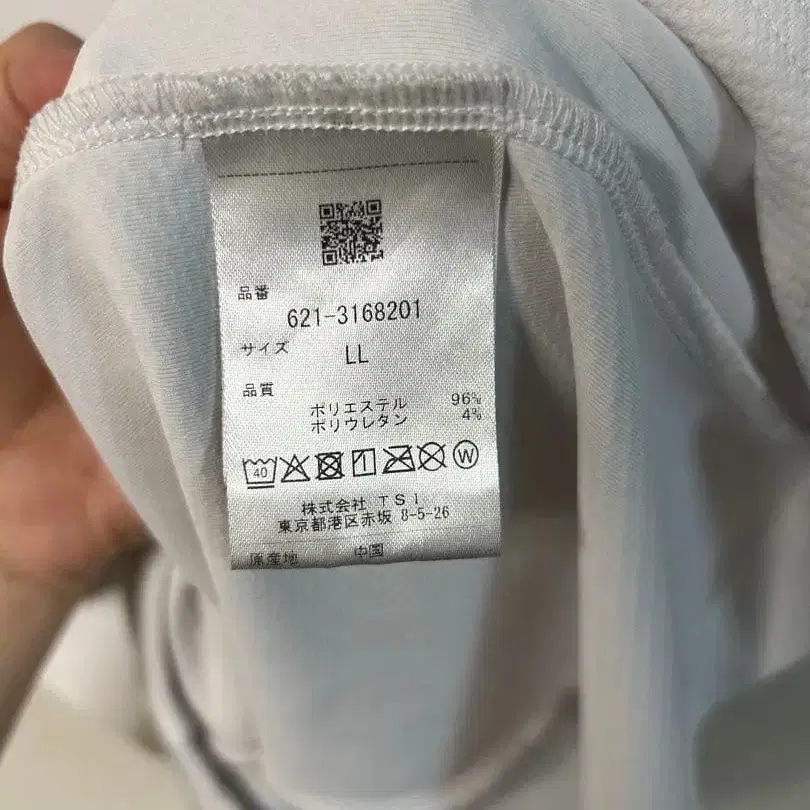 品番
621-3168201
サイズ
LL
品質
ポリエステル 96%
ポリウレタン 4%
40
W
株式会社 TSI
東京都港区赤坂 8-5-26
原産地 中国